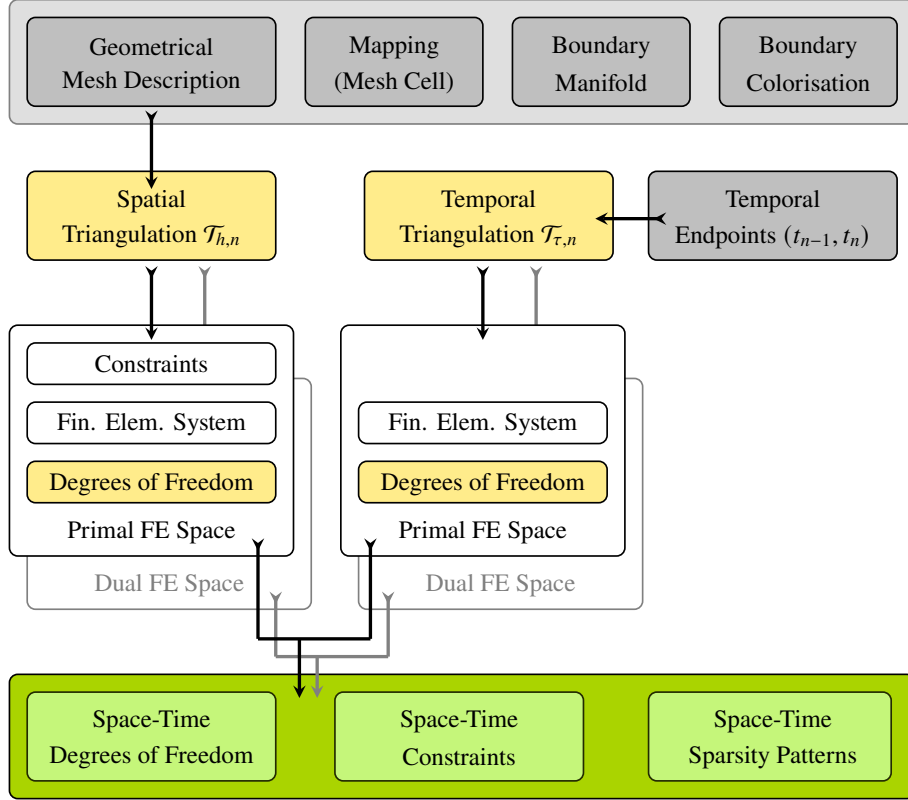 Geometrical
Mesh Description
Mapping
(Mesh Cell)
Boundary
Manifold
Boundary
Colorisation
Spatial
Triangulation 𝒯h,n
Temporal
Triangulation 𝒯τ,n
Temporal
Endpoints (tn−1, tn)
Constraints
Fin. Elem. System
Degrees of Freedom
Primal FE Space
Dual FE Space
Fin. Elem. System
Degrees of Freedom
Primal FE Space
Dual FE Space
Space-Time
Degrees of Freedom
Space-Time
Constraints
Space-Time
Sparsity Patterns